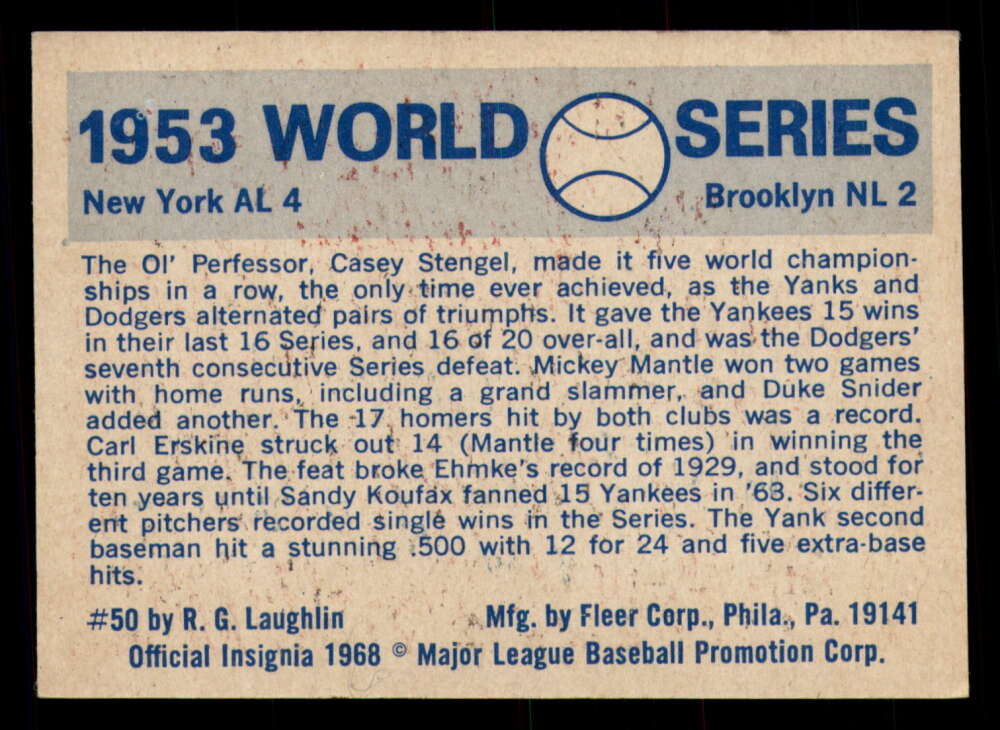 1953 WORLD SERIES
New York AL 4 Brooklyn NL 2
The Ol' Perfessor, Casey Stengel, made it five world champion-
ships in a row, the only time ever achieved, as the Yanks and
Dodgers alternated pairs of triumphs. It gave the Yankees 15 wins
in their last 16 Series, and 16 of 20 over-all, and was the Dodgers'
seventh consecutive Series defeat. Mickey Mantle won two games
with home runs, including a grand slammer, and Duke Snider
added another. The 17 homers hit by both clubs was a record.
Carl Erskine struck out 14 (Mantle four times) in winning the
third game. The feat broke Ehmke's record of 1929, and stood for
ten years until Sandy Koufax fanned 15 Yankees in '63. Six differ-
ent pitchers recorded single wins in the Series. The Yank second
baseman hit a stunning .500 with 12 for 24 and five extra-base
hits.
#50 by R. G. Laughlin Mfg. by Fleer Corp., Phila., Pa. 19141
Official Insignia 1968 © Major League Baseball Promotion Corp.